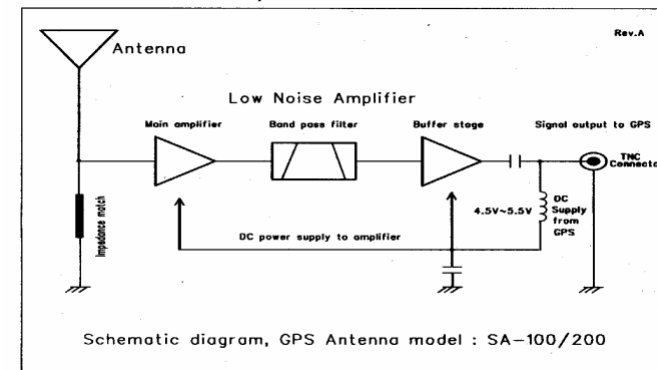 Rev.A
Antenna
Low Noise Amplifier
Main amplifier
Band pass filter
Buffer stage
Signal output to GPS
TNC
Connecto
Impedance match
4.5V~5.5V
DC
Supply
from
GPS
DC power supply to amplifier
Schematic diagram, GPS Antenna model : SA-100/200